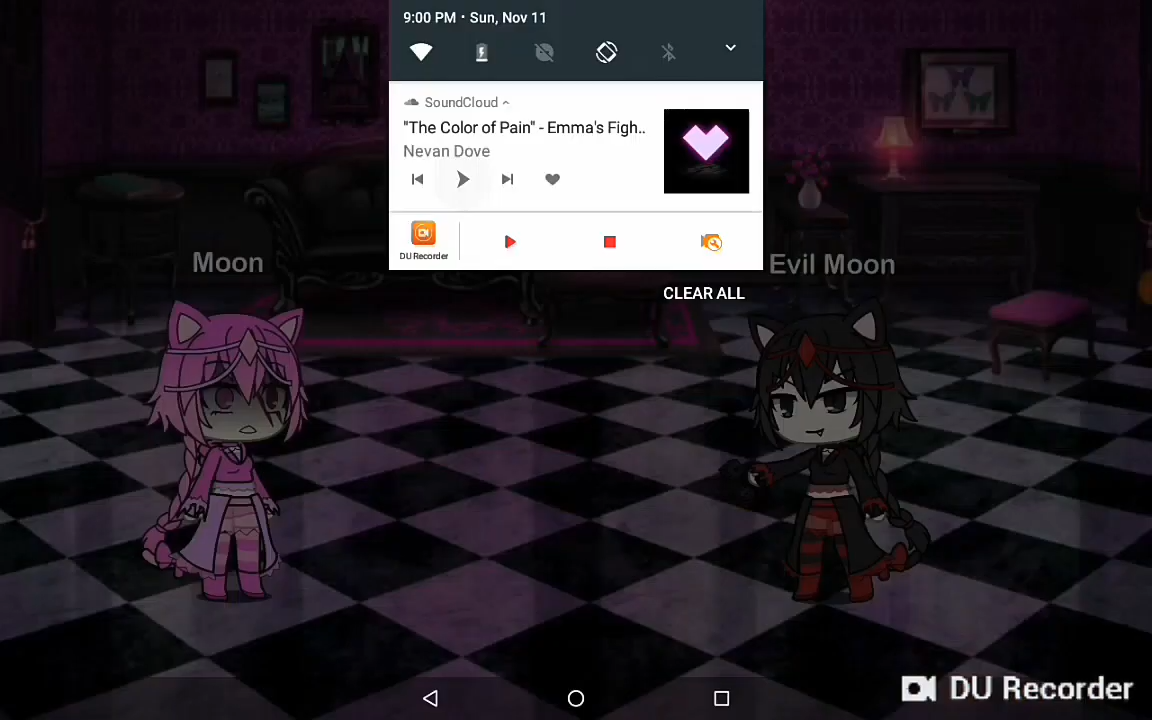 9:00 PM • Sun, Nov 11
SoundCloud
"The Color of Pain" - Emma's Figh..
Nevan Dove
DU Recorder
CLEAR ALL
Moon
Evil Moon
DU Recorder